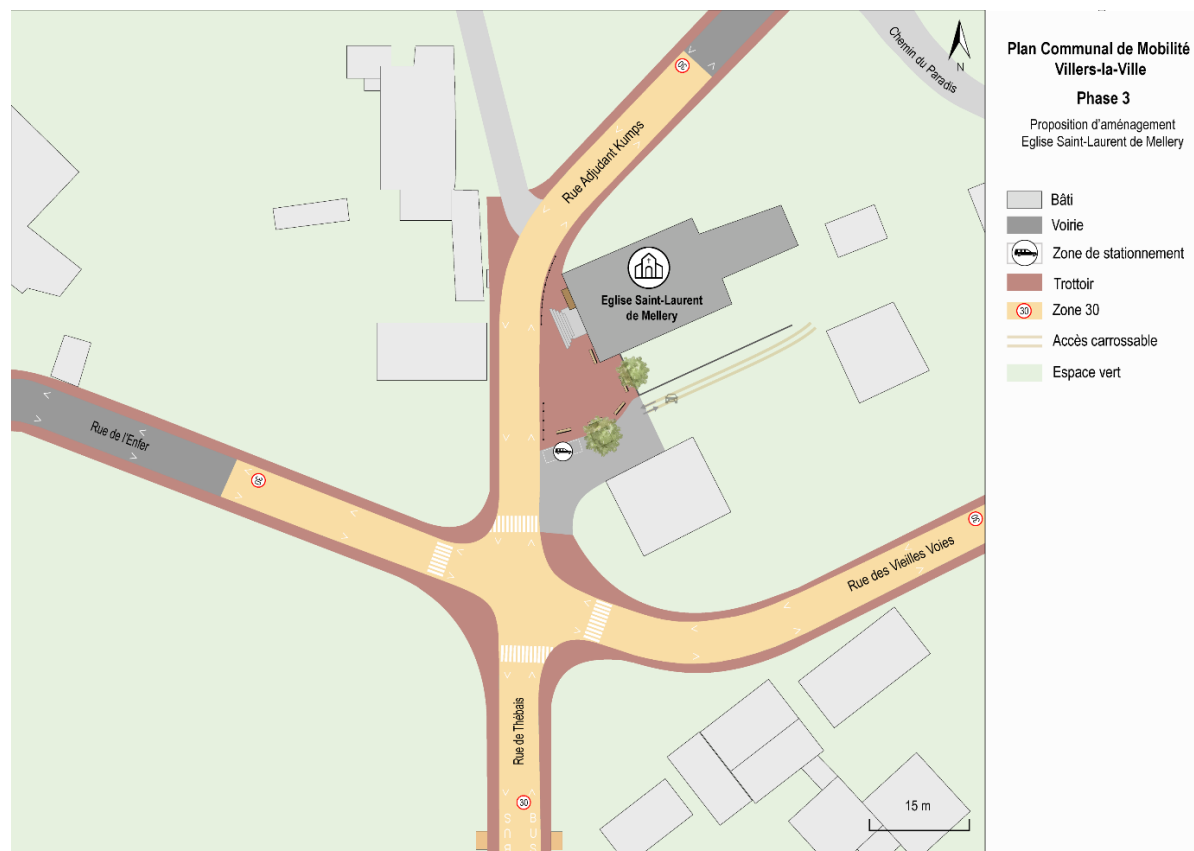 Chemin du Paradis
N
30
Rue Adjudant Kumps
Eglise Saint-Laurent
de Mellery
Rue de l'Enfer
30
30
Rue des Vieilles Voies
Rue de Thébais
30
BUS
BUS
15 m
Plan Communal de Mobilité
Villers-la-Ville
Phase 3
Proposition d'aménagement
Eglise Saint-Laurent de Mellery
Bâti
Voirie
Zone de stationnement
Trottoir
30
Zone 30
Accès carrossable
Espace vert